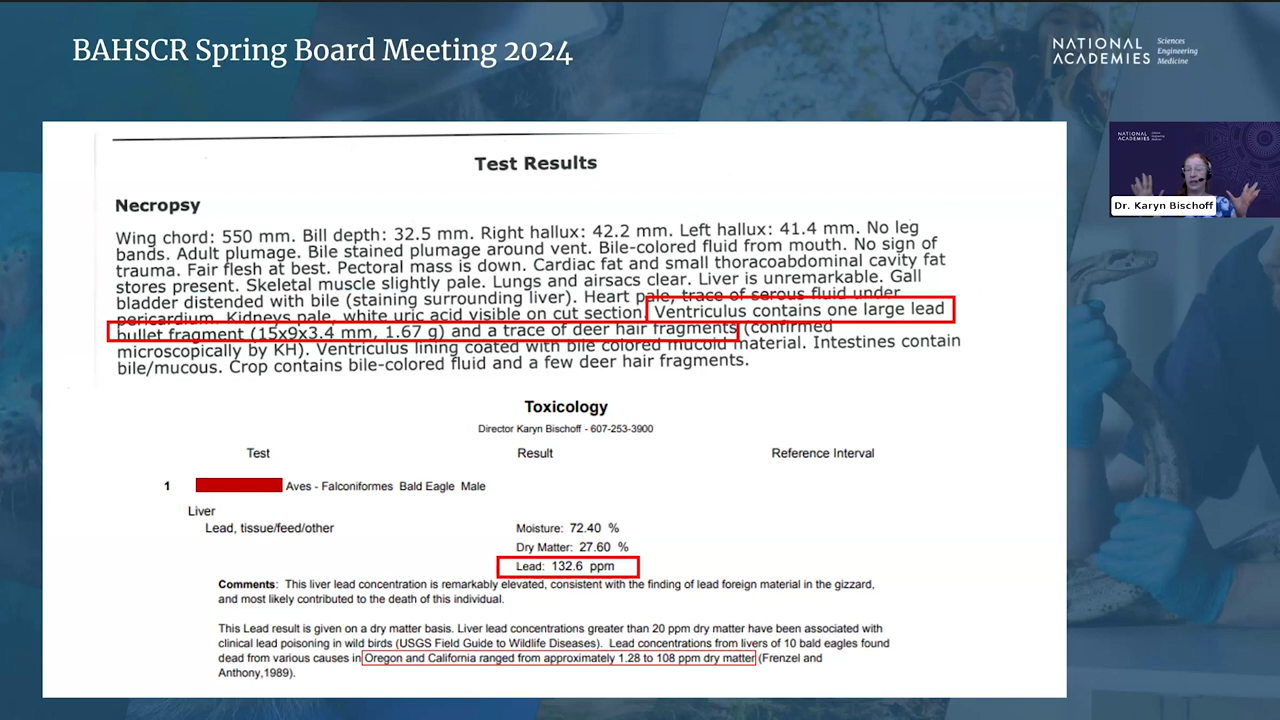 BAHSCR Spring Board Meeting 2024
NATIONAL ACADEMIES
Sciences
Engineering
Medicine
Test Results
Necropsy
Wing chord: 550 mm. Bill depth: 32.5 mm. Right hallux: 42.2 mm. Left hallux: 41.4 mm. No leg
bands. Adult plumage. Bile stained plumage around vent. Bile-colored fluid from mouth. No sign of
trauma. Fair flesh at best. Pectoral mass is down. Cardiac fat and small thoracoabdominal cavity fat
stores present. Skeletal muscle slightly pale. Lungs and airsacs clear. Liver is unremarkable. Gall
bladder distended with bile (staining surrounding liver). Heart pale, trace of serous fluid under
pericardium. Kidneys pale, white uric acid visible on cut section. Ventriculus contains one large lead
bullet fragment (15x9x3.4 mm, 1.67 g) and a trace of deer hair fragments (confirmed
microscopically by KH). Ventriculus lining coated with bile colored mucoid material. Intestines contain
bile/mucous. Crop contains bile-colored fluid and a few deer hair fragments.
Toxicology
Director Karyn Bischoff - 607-253-3900
Test Result Reference Interval
1 Aves - Falconiformes Bald Eagle Male
Liver
Lead, tissue/feed/other Moisture: 72.40 %
Dry Matter: 27.60 %
Lead: 132.6 ppm
Comments: This liver lead concentration is remarkably elevated, consistent with the finding of lead foreign material in the gizzard,
and most likely contributed to the death of this individual.
This Lead result is given on a dry matter basis. Liver lead concentrations greater than 20 ppm dry matter have been associated with
clinical lead poisoning in wild birds (USGS Field Guide to Wildlife Diseases). Lead concentrations from livers of 10 bald eagles found
dead from various causes in Oregon and California ranged from approximately 1.28 to 108 ppm dry matter (Frenzel and
Anthony,1989).
NATIONAL ACADEMIES
Dr. Karyn Bischoff